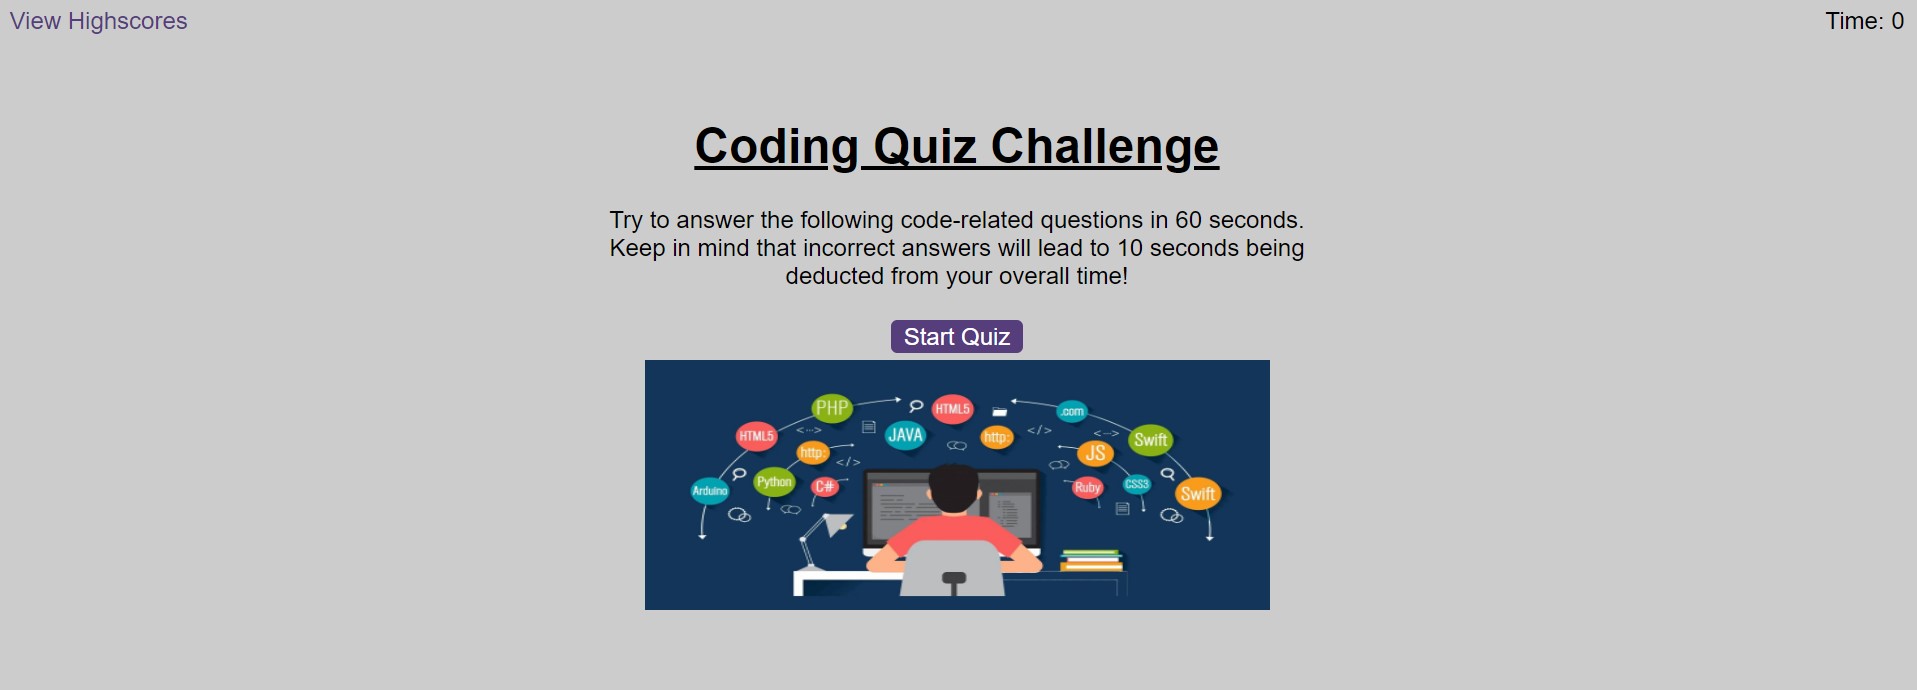 View Highscores
Time: 0
Coding Quiz Challenge
Try to answer the following code-related questions in 60 seconds.
Keep in mind that incorrect answers will lead to 10 seconds being
deducted from your overall time!
Start Quiz
PHP
HTML5
.com
HTML5
JAVA
http:
</>
<··>
Swift
<··>
http:
</>
JS
Arduino
Python
C#
Ruby
CSS3
Swift